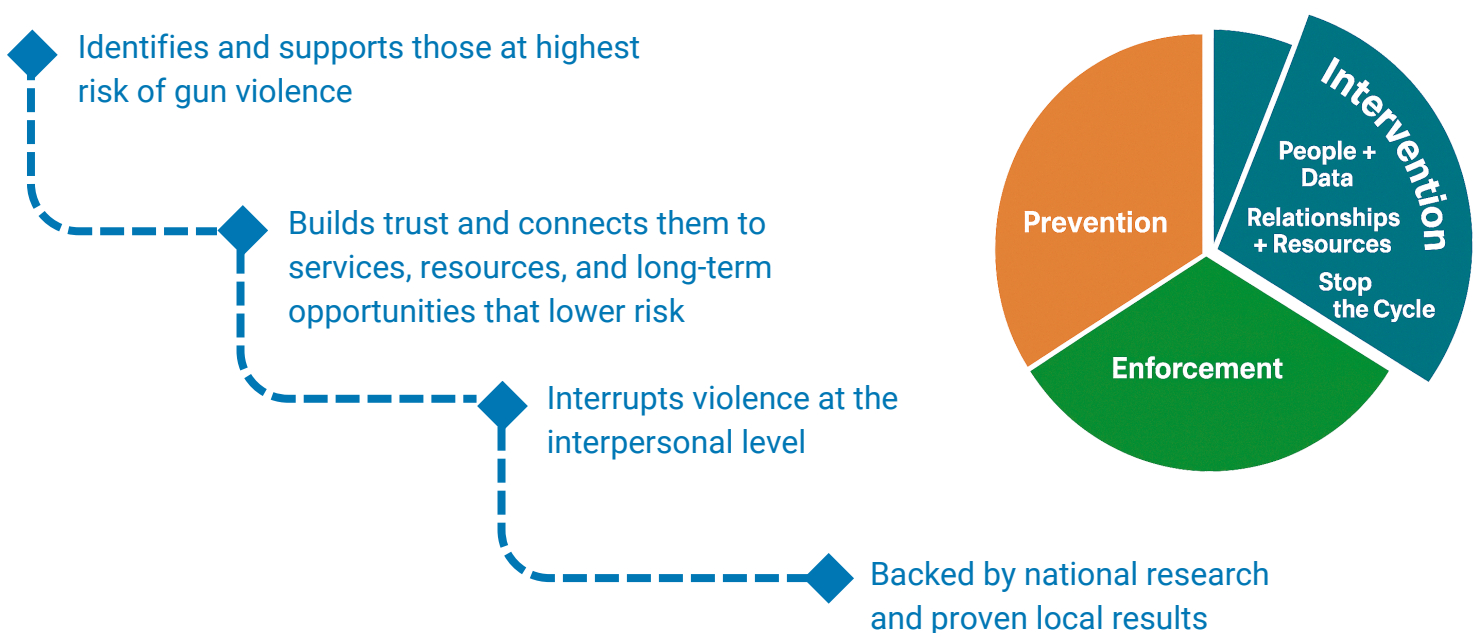 Identifies and supports those at highest
risk of gun violence
Builds trust and connects them to
services, resources, and long-term
opportunities that lower risk
Interrupts violence at the
interpersonal level
Backed by national research
and proven local results
Prevention
Intervention
People +
Data
Relationships
+ Resources
Stop
the Cycle
Enforcement